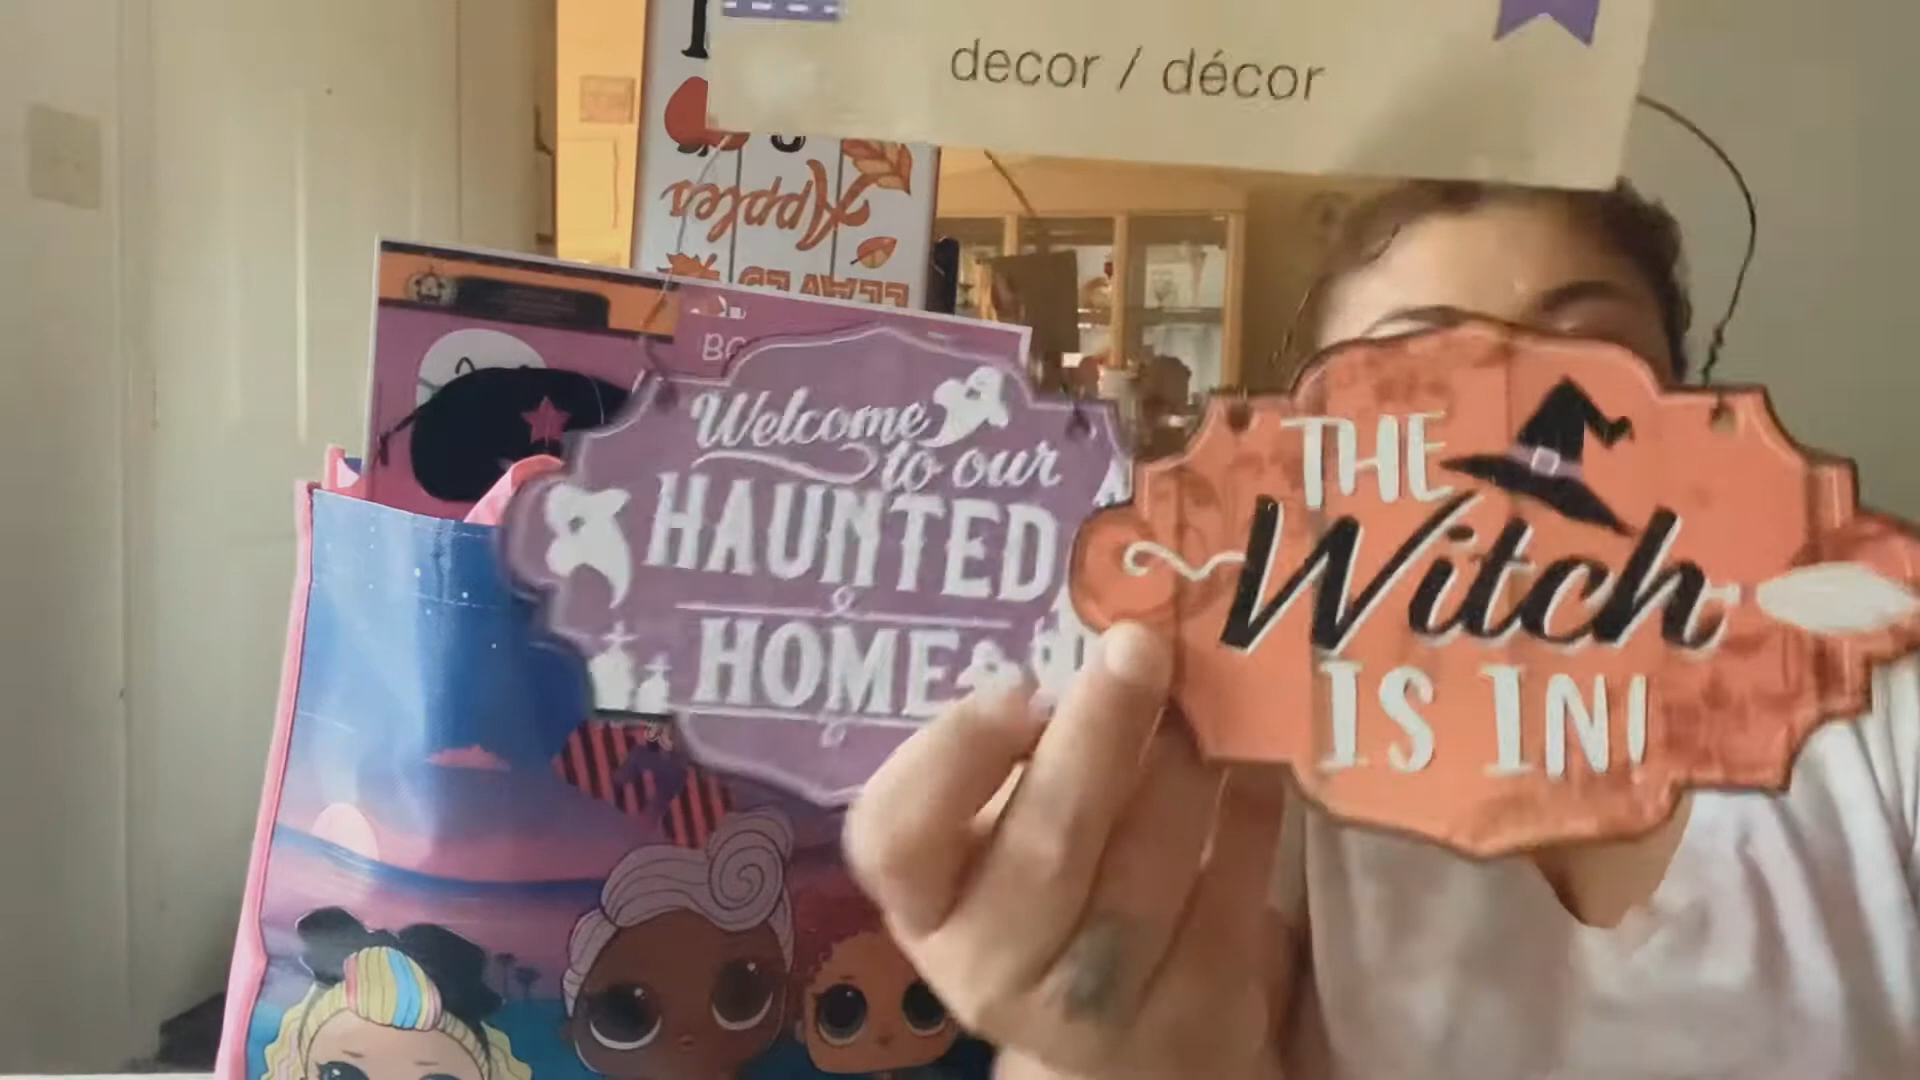 decor / décor
Apples
Welcome
to our
HAUNTED
HOME
THE
Witch
IS IN!